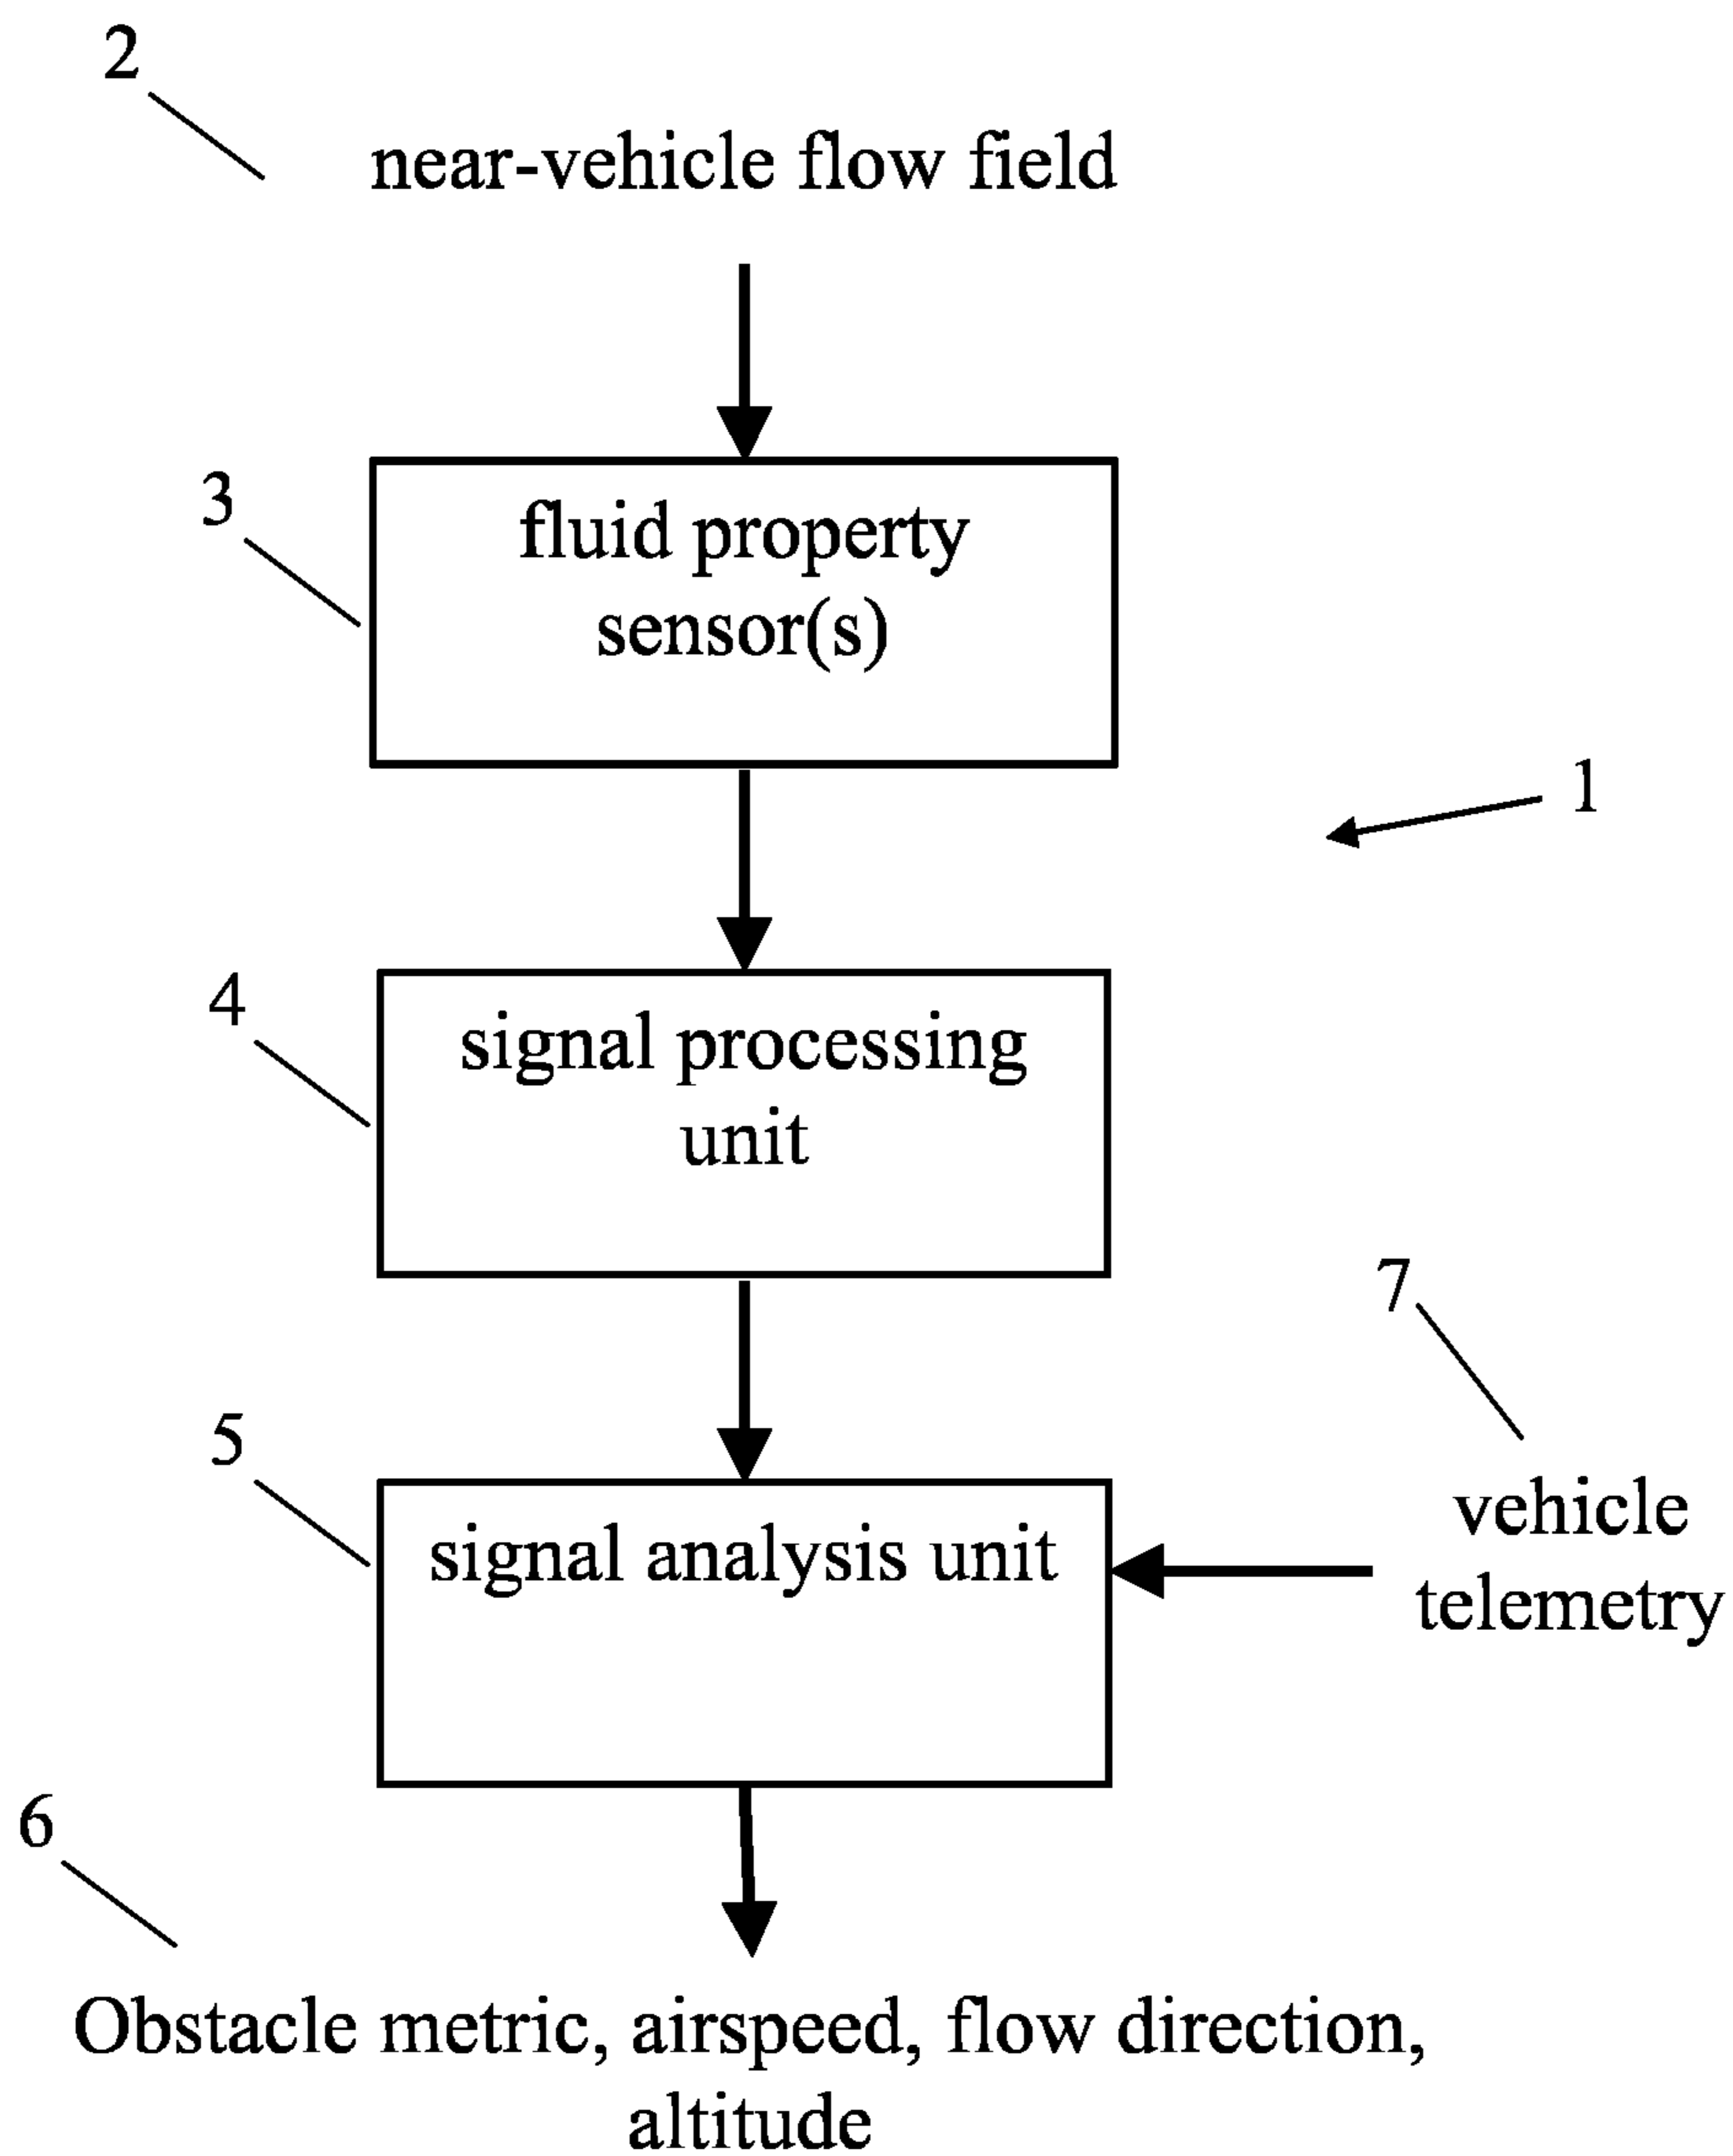 2
near-vehicle flow field
3
fluid property
sensor(s)
1
4
signal processing
unit
7
5
signal analysis unit
vehicle
telemetry
6
Obstacle metric, airspeed, flow direction,
altitude